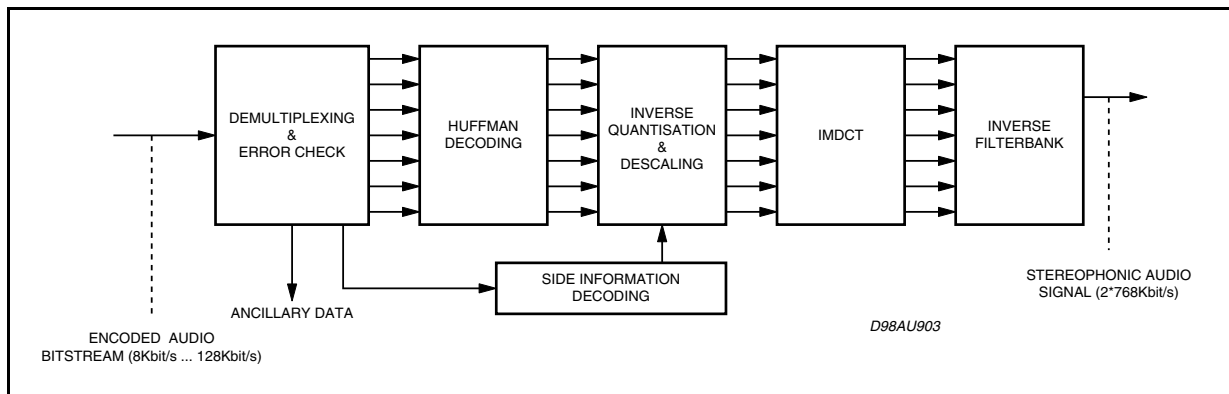 DEMULTIPLEXING
&
ERROR CHECK
HUFFMAN
DECODING
INVERSE
QUANTISATION
&
DESCALING
IMDCT
INVERSE
FILTERBANK
SIDE INFORMATION
DECODING
ANCILLARY DATA
ENCODED AUDIO
BITSTREAM (8Kbit/s ... 128Kbit/s)
STEREOPHONIC AUDIO
SIGNAL (2*768Kbit/s)
D98AU903